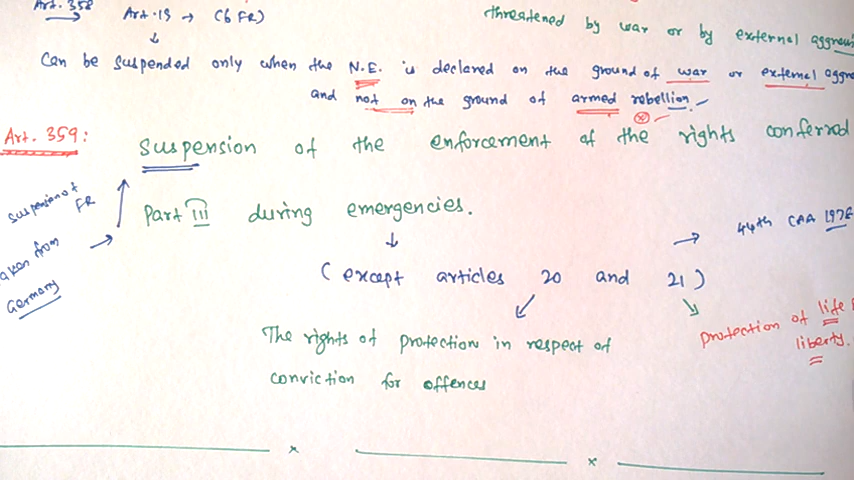 Art. 358 Art. 19 → (6 FR)
threatened by war or by external
Can be suspended only when the N.E. is declared on the ground of war or external
and not on the ground of armed rebellion
Art. 359: Suspension of the enforcement of the rights conferred
suspension of FR
Part III during emergencies.
taken from Germany
44th CAA 1978
(except articles 20 and 21)
The rights of protection in respect of
conviction for offences
Protection of life
liberty.